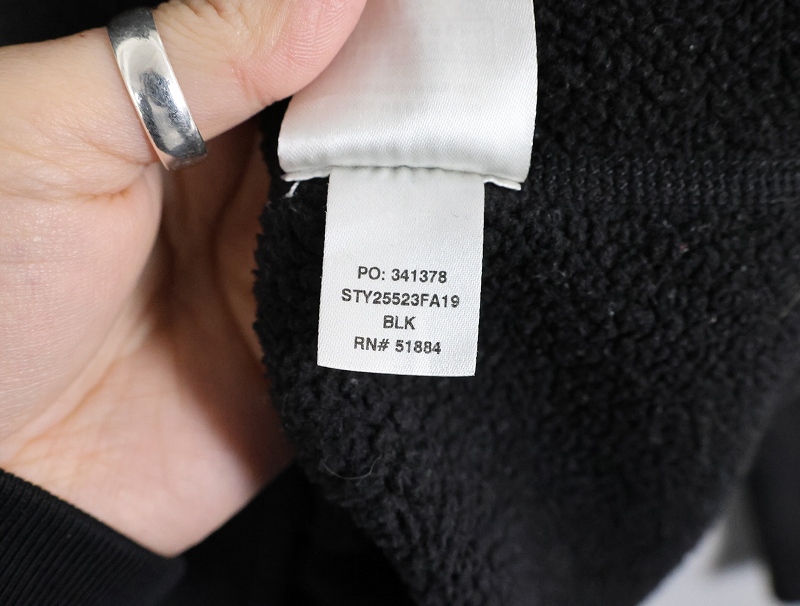 PO: 341378
STY25523FA19
BLK
RN# 51884